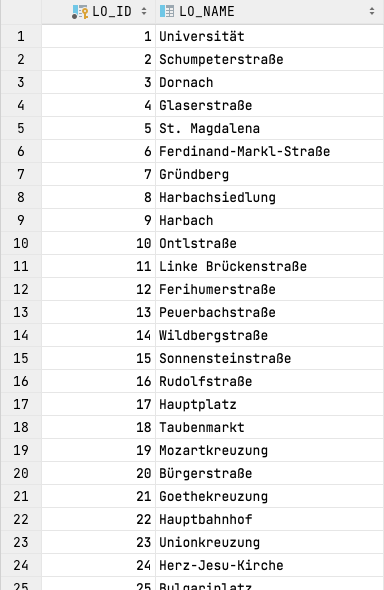 LO_ID LO_NAME
1 1 Universität
2 2 Schumpeterstraße
3 3 Dornach
4 4 Glaserstraße
5 5 St. Magdalena
6 6 Ferdinand-Markl-Straße
7 7 Gründberg
8 8 Harbachsiedlung
9 9 Harbach
10 10 Ontlstraße
11 11 Linke Brückenstraße
12 12 Ferihumerstraße
13 13 Peuerbachstraße
14 14 Wildbergstraße
15 15 Sonnensteinstraße
16 16 Rudolfstraße
17 17 Hauptplatz
18 18 Taubenmarkt
19 19 Mozartkreuzung
20 20 Bürgerstraße
21 21 Goethekreuzung
22 22 Hauptbahnhof
23 23 Unionkreuzung
24 24 Herz-Jesu-Kirche
25 25 Bulgariplatz